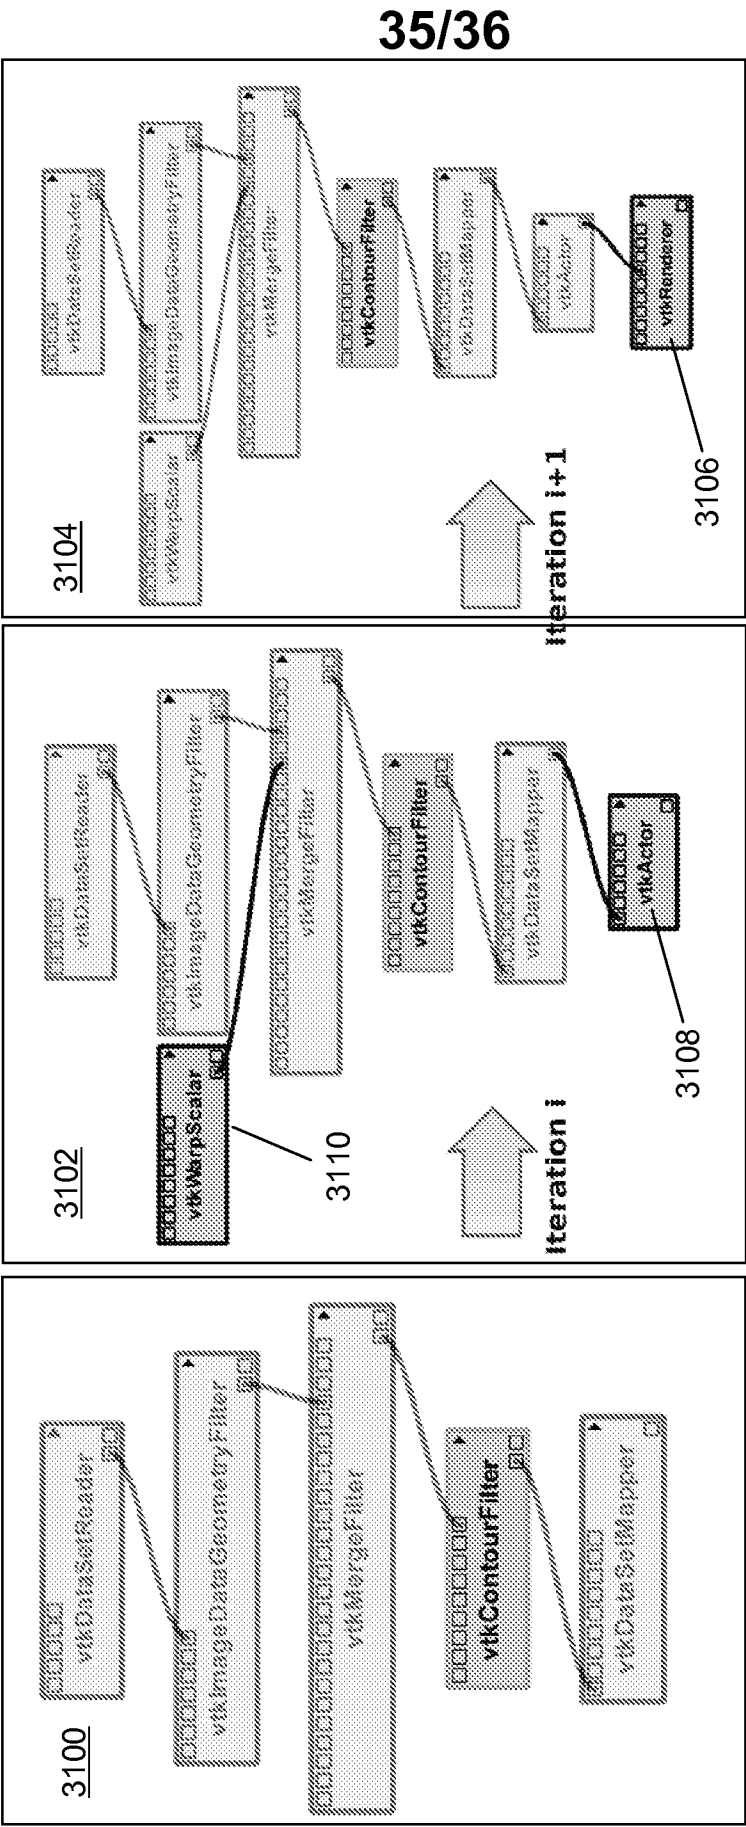 35/36
3100
vtkDataSetReader
vtkImageDataGeometryFilter
vtkMergeFilter
vtkContourFilter
vtkDataSetMapper
3102
vtkDataSetReader
vtkImageDataGeometryFilter
vtkWarpScalar
3110
vtkMergeFilter
vtkContourFilter
vtkDataSetMapper
vtkActor
3108
Iteration i
3104
vtkDataSetReader
vtkImageDataGeometryFilter
vtkWarpScalar
vtkMergeFilter
vtkContourFilter
vtkDataSetMapper
vtkActor
vtkRenderer
3106
Iteration i+1